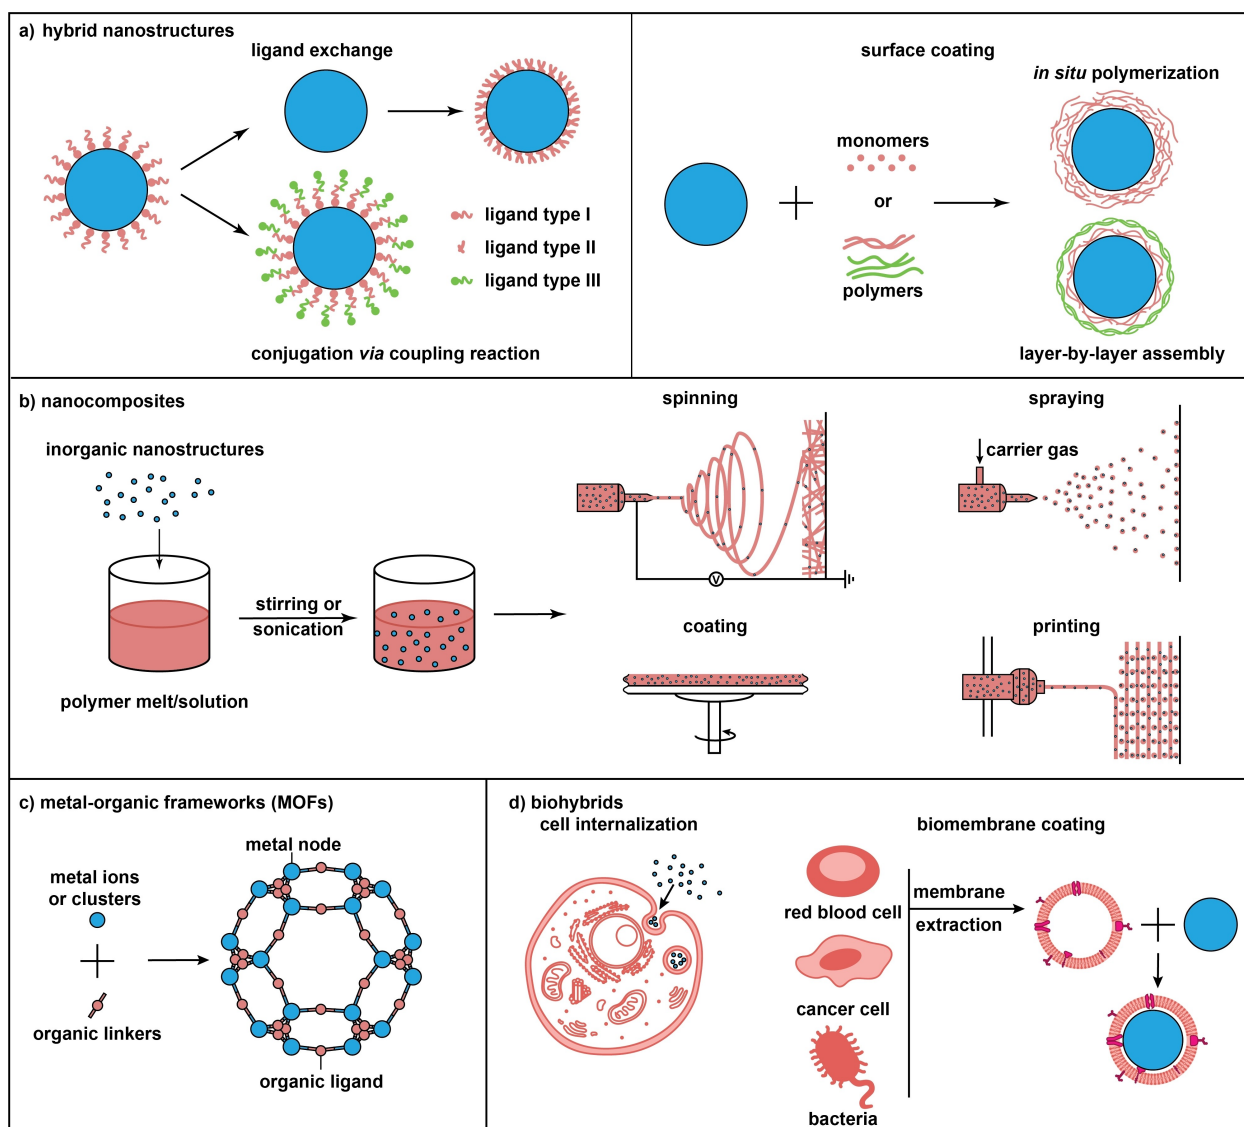 a) hybrid nanostructures
ligand exchange
ligand type I
ligand type II
ligand type III
conjugation via coupling reaction
surface coating
in situ polymerization
monomers
or
polymers
layer-by-layer assembly
b) nanocomposites
inorganic nanostructures
stirring or
sonication
polymer melt/solution
spinning
V
spraying
carrier gas
coating
printing
c) metal-organic frameworks (MOFs)
metal node
metal ions
or clusters
organic linkers
organic ligand
d) biohybrids
cell internalization
biomembrane coating
red blood cell
membrane
extraction
cancer cell
bacteria